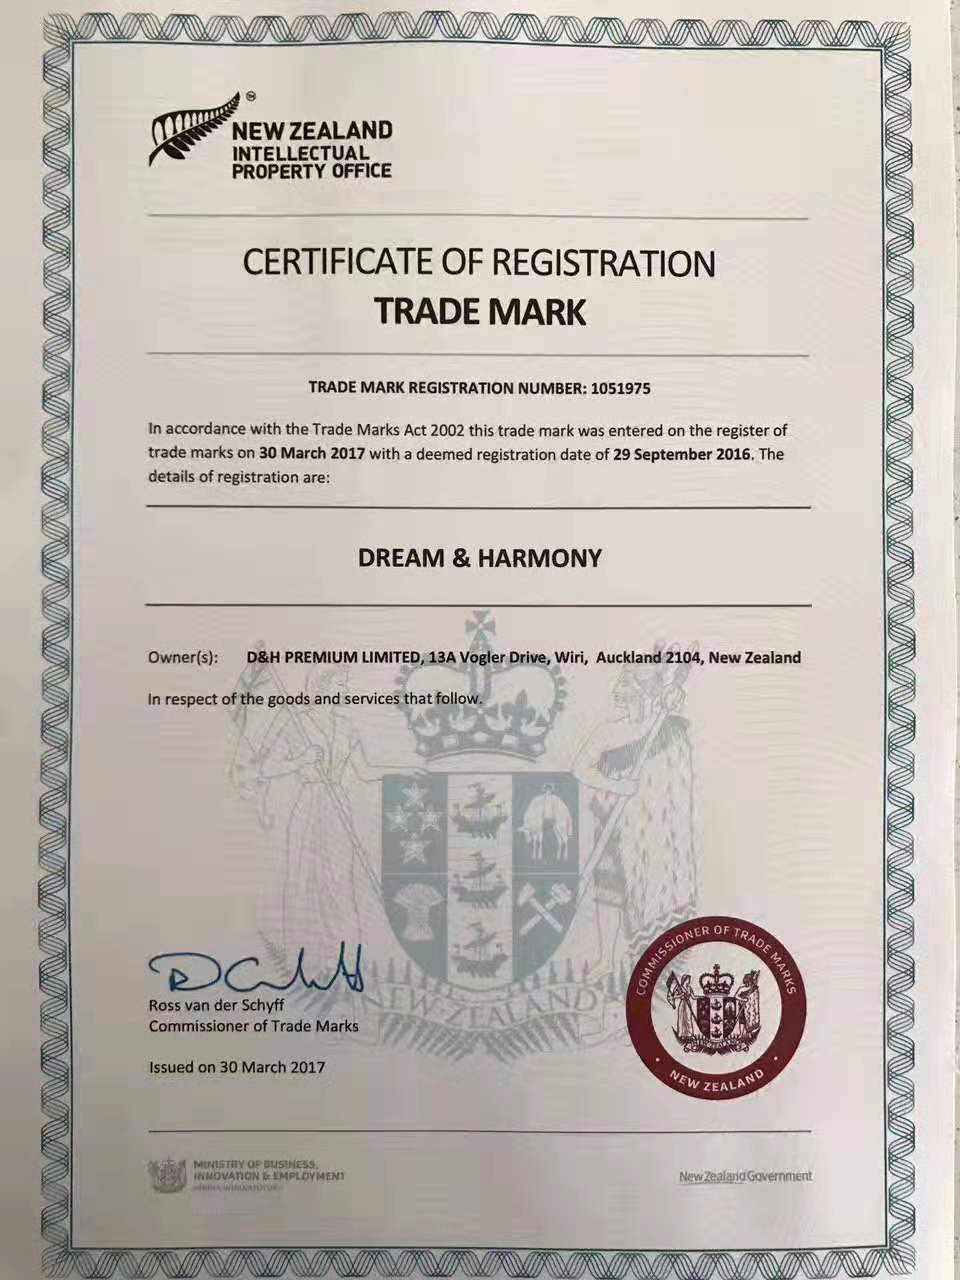 NEW ZEALAND
INTELLECTUAL
PROPERTY OFFICE
CERTIFICATE OF REGISTRATION
TRADE MARK
TRADE MARK REGISTRATION NUMBER: 1051975
In accordance with the Trade Marks Act 2002 this trade mark was entered on the register of
trade marks on 30 March 2017 with a deemed registration date of 29 September 2016. The
details of registration are:
DREAM & HARMONY
Owner(s): D&H PREMIUM LIMITED, 13A Vogler Drive, Wiri, Auckland 2104, New Zealand
In respect of the goods and services that follow.
NEW ZEALAND
Ross van der Schyff
Commissioner of Trade Marks
Issued on 30 March 2017
COMMISSIONER OF TRADE MARKS
NEW ZEALAND
MINISTRY OF BUSINESS,
INNOVATION & EMPLOYMENT
New Zealand Government